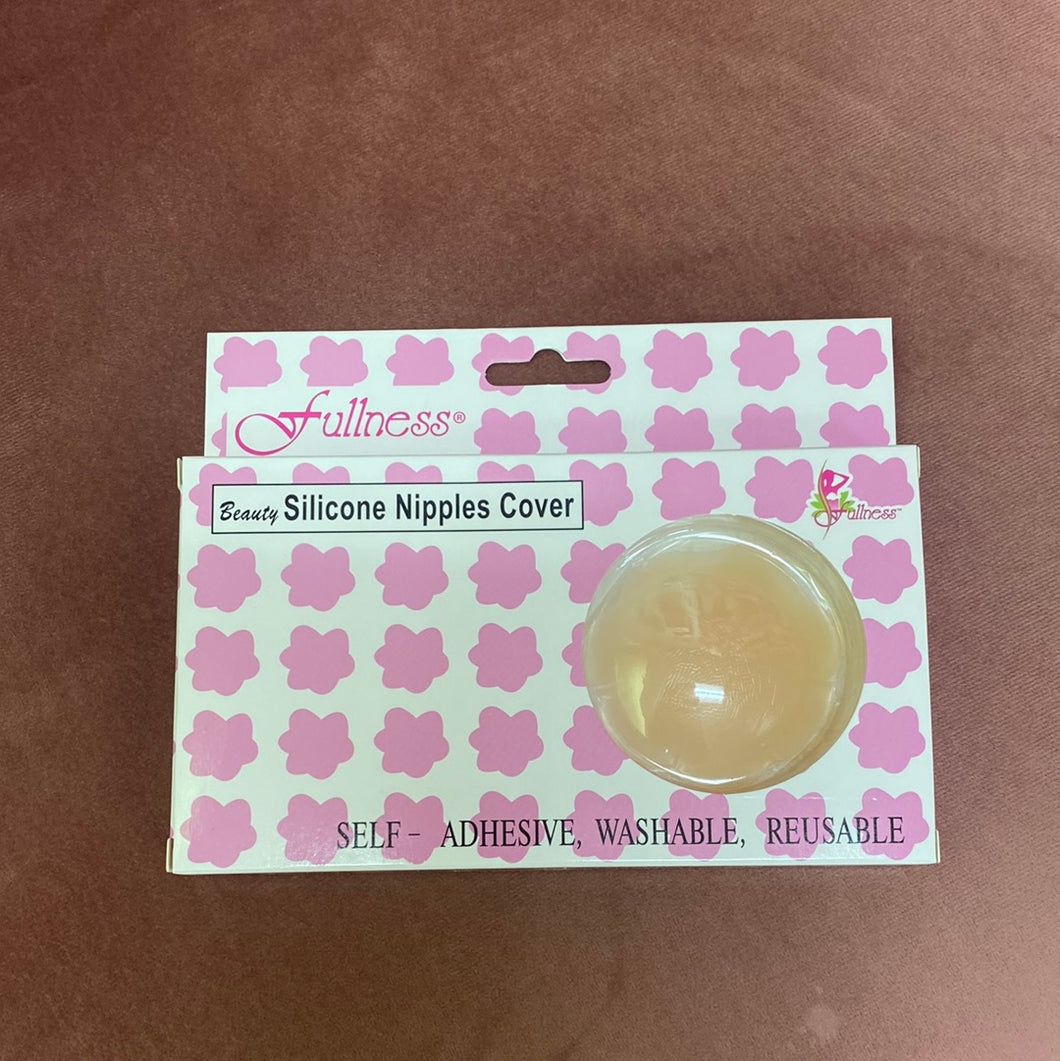 Fullness®
Beauty Silicone Nipples Cover
Fullness™
SELF - ADHESIVE, WASHABLE, REUSABLE